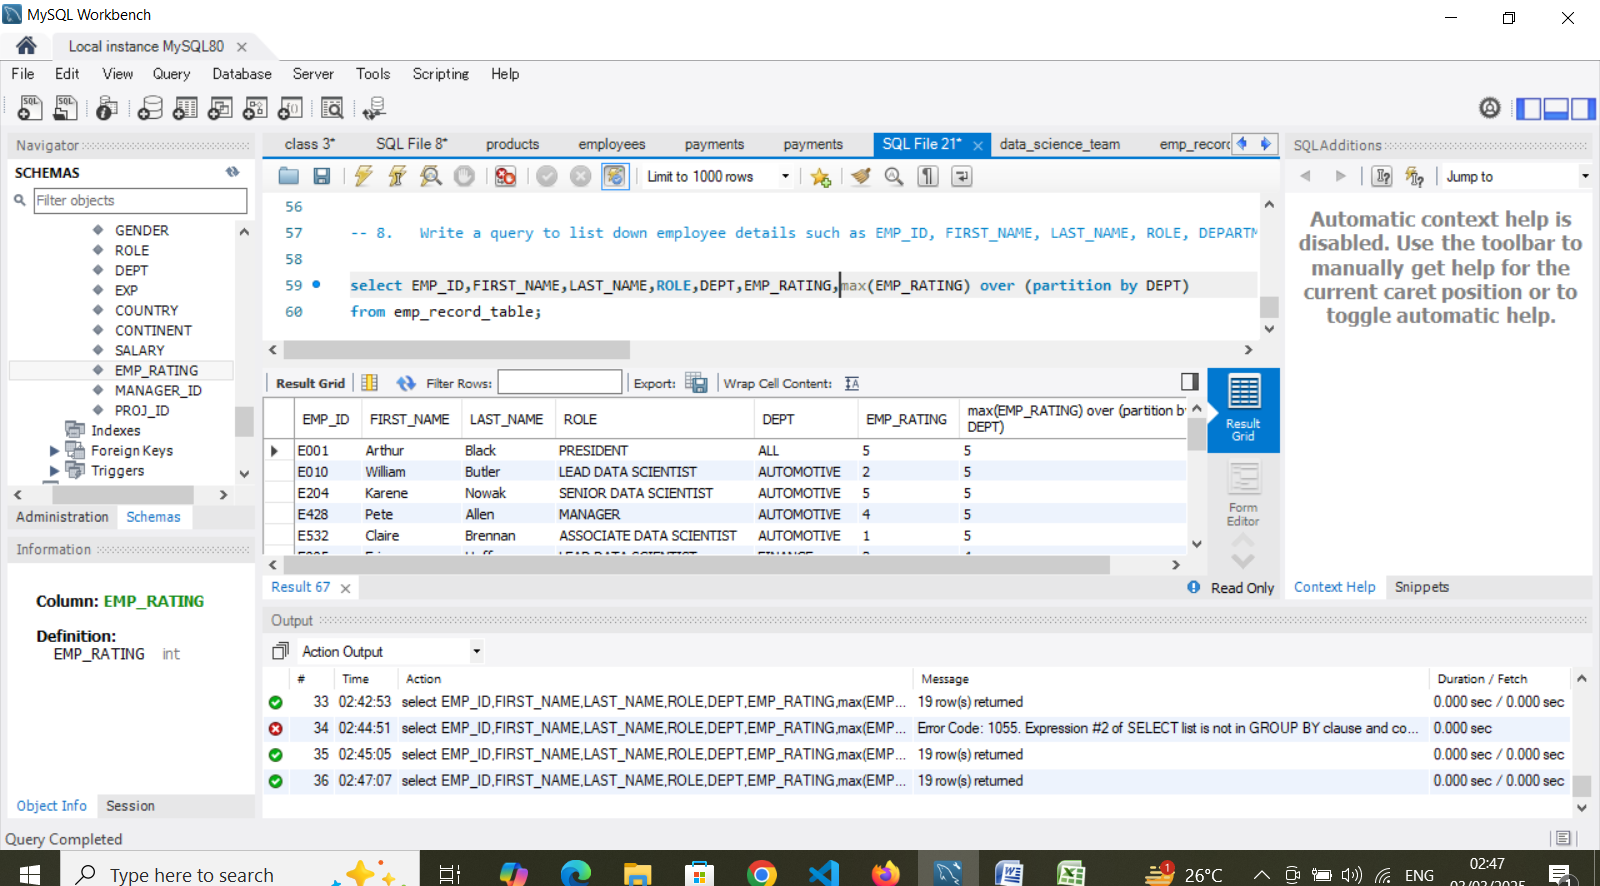 MySQL Workbench
Local instance MySQL80
File Edit View Query Database Server Tools Scripting Help
Navigator
SCHEMAS
Filter objects
GENDER
ROLE
DEPT
EXP
COUNTRY
CONTINENT
SALARY
EMP_RATING
MANAGER_ID
PROJ_ID
Indexes
Foreign Keys
Triggers
Administration Schemas
Information
Column: EMP_RATING
Definition:
EMP_RATING int
Object Info Session
class 3* SQL File 8* products employees payments payments SQL File 21* data_science_team emp_record
Limit to 1000 rows
56
57 -- 8. Write a query to list down employee details such as EMP_ID, FIRST_NAME, LAST_NAME, ROLE, DEPARTM
58
59 select EMP_ID,FIRST_NAME,LAST_NAME,ROLE,DEPT,EMP_RATING,max(EMP_RATING) over (partition by DEPT)
60 from emp_record_table;
Result Grid Filter Rows: Export: Wrap Cell Content:
EMP_ID FIRST_NAME LAST_NAME ROLE DEPT EMP_RATING max(EMP_RATING) over (partition by DEPT)
E001 Arthur Black PRESIDENT ALL 5 5
E010 William Butler LEAD DATA SCIENTIST AUTOMOTIVE 2 5
E204 Karene Nowak SENIOR DATA SCIENTIST AUTOMOTIVE 5 5
E428 Pete Allen MANAGER AUTOMOTIVE 4 5
E532 Claire Brennan ASSOCIATE DATA SCIENTIST AUTOMOTIVE 1 5
Result Grid
Form Editor
Result 67
Read Only
SQLAdditions
Jump to
Automatic context help is
disabled. Use the toolbar to
manually get help for the
current caret position or to
toggle automatic help.
Context Help Snippets
Output
Action Output
# Time Action Message Duration / Fetch
33 02:42:53 select EMP_ID,FIRST_NAME,LAST_NAME,ROLE,DEPT,EMP_RATING,max(EMP... 19 row(s) returned 0.000 sec / 0.000 sec
34 02:44:51 select EMP_ID,FIRST_NAME,LAST_NAME,ROLE,DEPT,EMP_RATING,max(EMP... Error Code: 1055. Expression #2 of SELECT list is not in GROUP BY clause and co... 0.000 sec
35 02:45:05 select EMP_ID,FIRST_NAME,LAST_NAME,ROLE,DEPT,EMP_RATING,max(EMP... 19 row(s) returned 0.000 sec / 0.000 sec
36 02:47:07 select EMP_ID,FIRST_NAME,LAST_NAME,ROLE,DEPT,EMP_RATING,max(EMP... 19 row(s) returned 0.000 sec / 0.000 sec
Query Completed
Type here to search
1
26°C
ENG
02:47